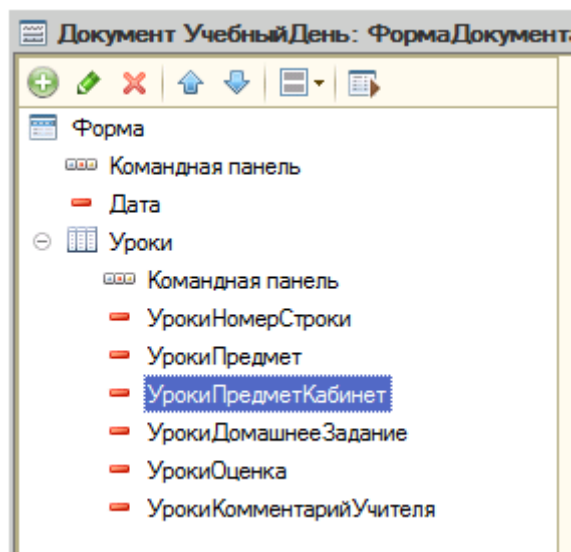 Документ УчебныйДень: ФормаДокумента
Форма
Командная панель
Дата
Уроки
Командная панель
УрокиНомерСтроки
УрокиПредмет
УрокиПредметКабинет
УрокиДомашнееЗадание
УрокиОценка
УрокиКомментарийУчителя